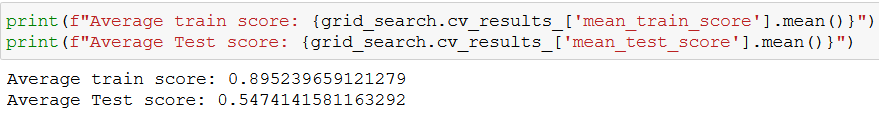 print(f"Average train score: {grid_search.cv_results_['mean_train_score'].mean()}")
print(f"Average Test score: {grid_search.cv_results_['mean_test_score'].mean()}")
Average train score: 0.895239659121279
Average Test score: 0.5474141581163292